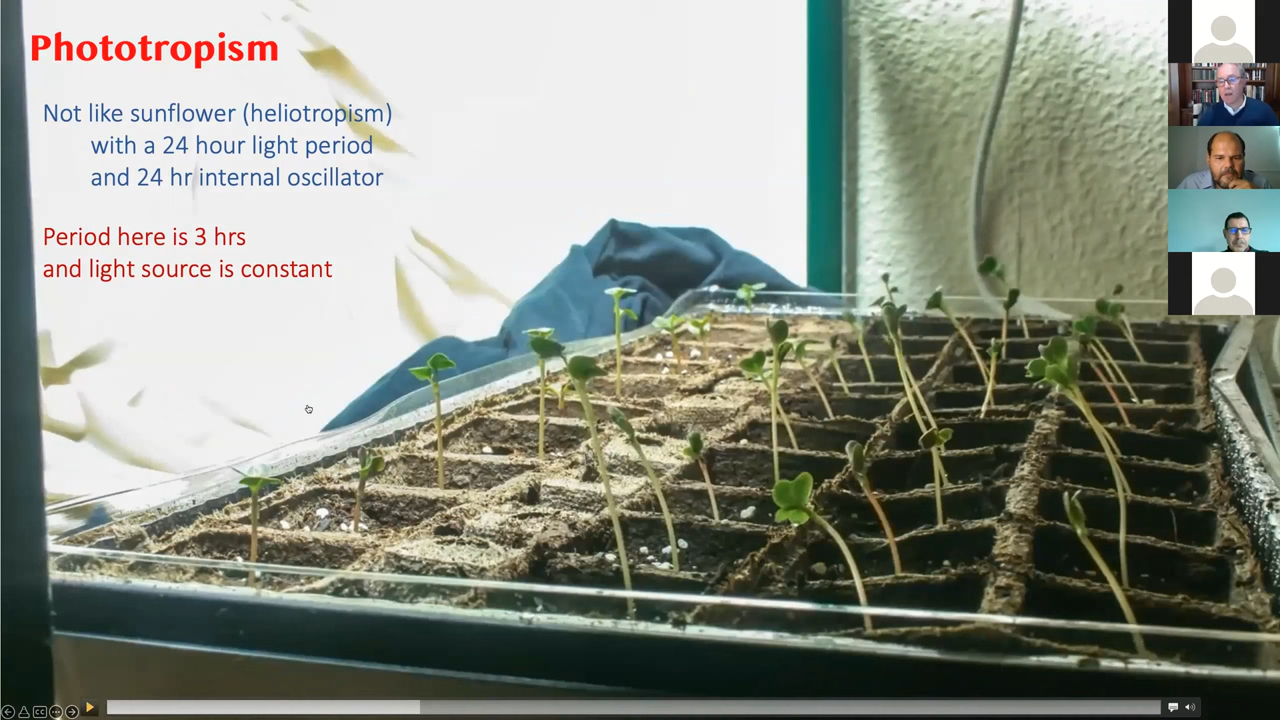 Phototropism
Not like sunflower (heliotropism)
with a 24 hour light period
and 24 hr internal oscillator
Period here is 3 hrs
and light source is constant
CC